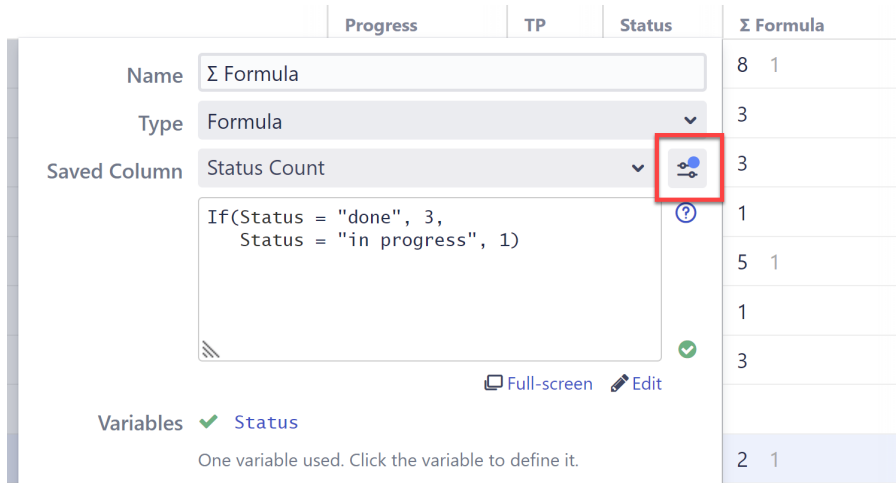 Progress TP Status Σ Formula
Name Σ Formula
8 1
Type Formula
3
Saved Column Status Count
3
If(Status = "done", 3,
1
Status = "in progress", 1)
5 1
1
3
Full-screen Edit
Variables Status
One variable used. Click the variable to define it.
2 1